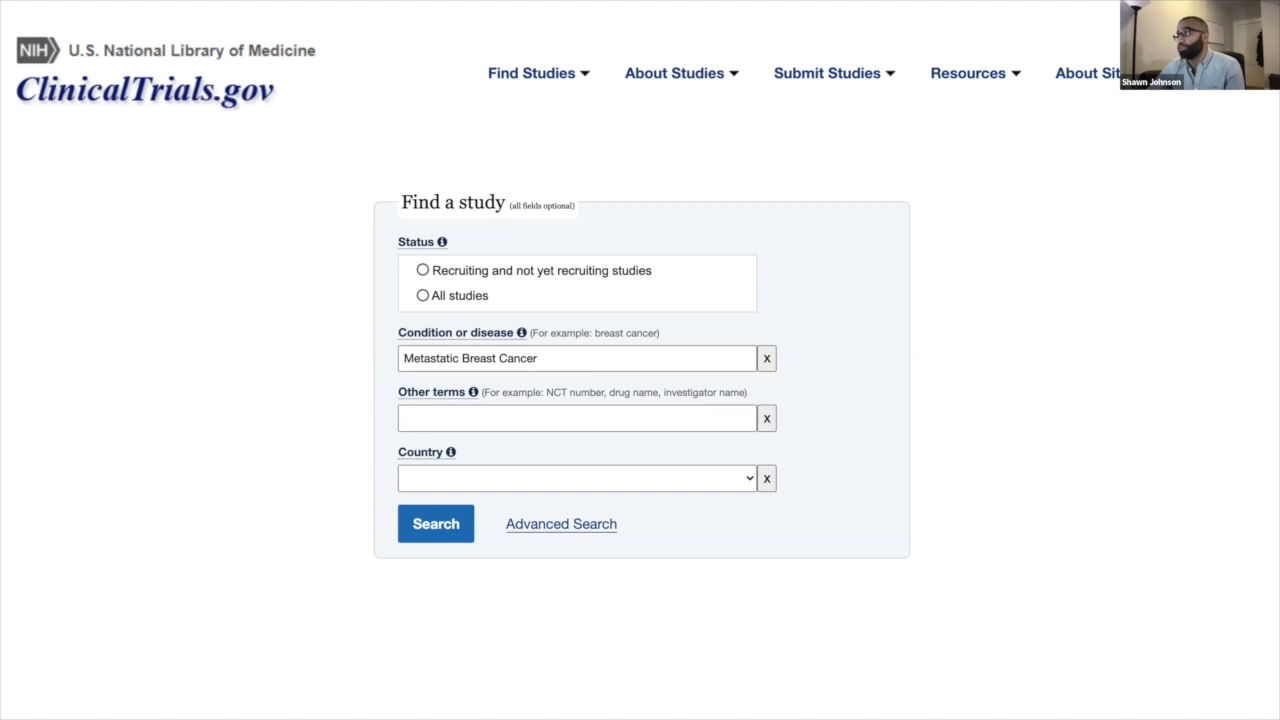 NIH U.S. National Library of Medicine
ClinicalTrials.gov
Find Studies About Studies Submit Studies Resources About Sit
Shawn Johnson
Find a study (all fields optional)
Status
Recruiting and not yet recruiting studies
All studies
Condition or disease (For example: breast cancer)
Metastatic Breast Cancer
X
Other terms (For example: NCT number, drug name, investigator name)
X
Country
X
Search Advanced Search